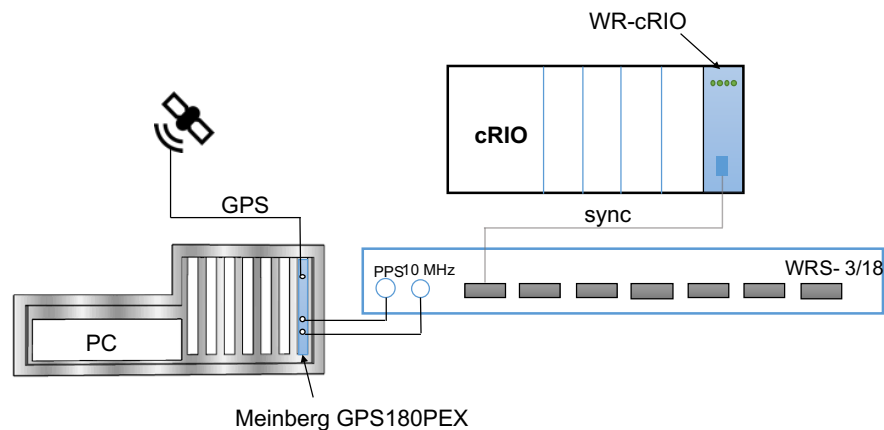 WR-cRIO
cRIO
GPS
sync
PPS 10 MHz
WRS- 3/18
PC
Meinberg GPS180PEX